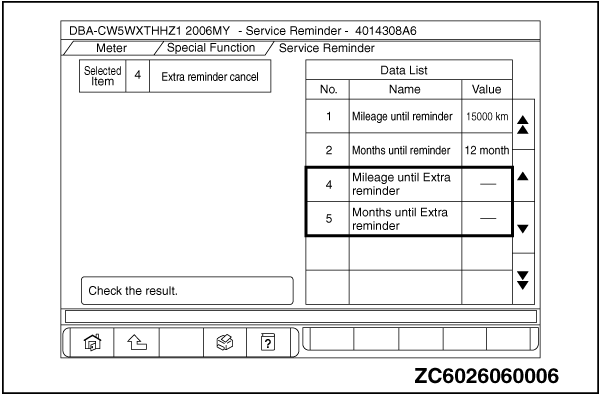 DBA-CW5WXTHHZ1 2006MY - Service Reminder - 4014308A6
Meter / Special Function / Service Reminder
Selected Item 4 Extra reminder cancel
Data List
No. Name Value
1 Mileage until reminder 15000 km
2 Months until reminder 12 month
4 Mileage until Extra reminder —
5 Months until Extra reminder —
Check the result.
?
ZC6026060006